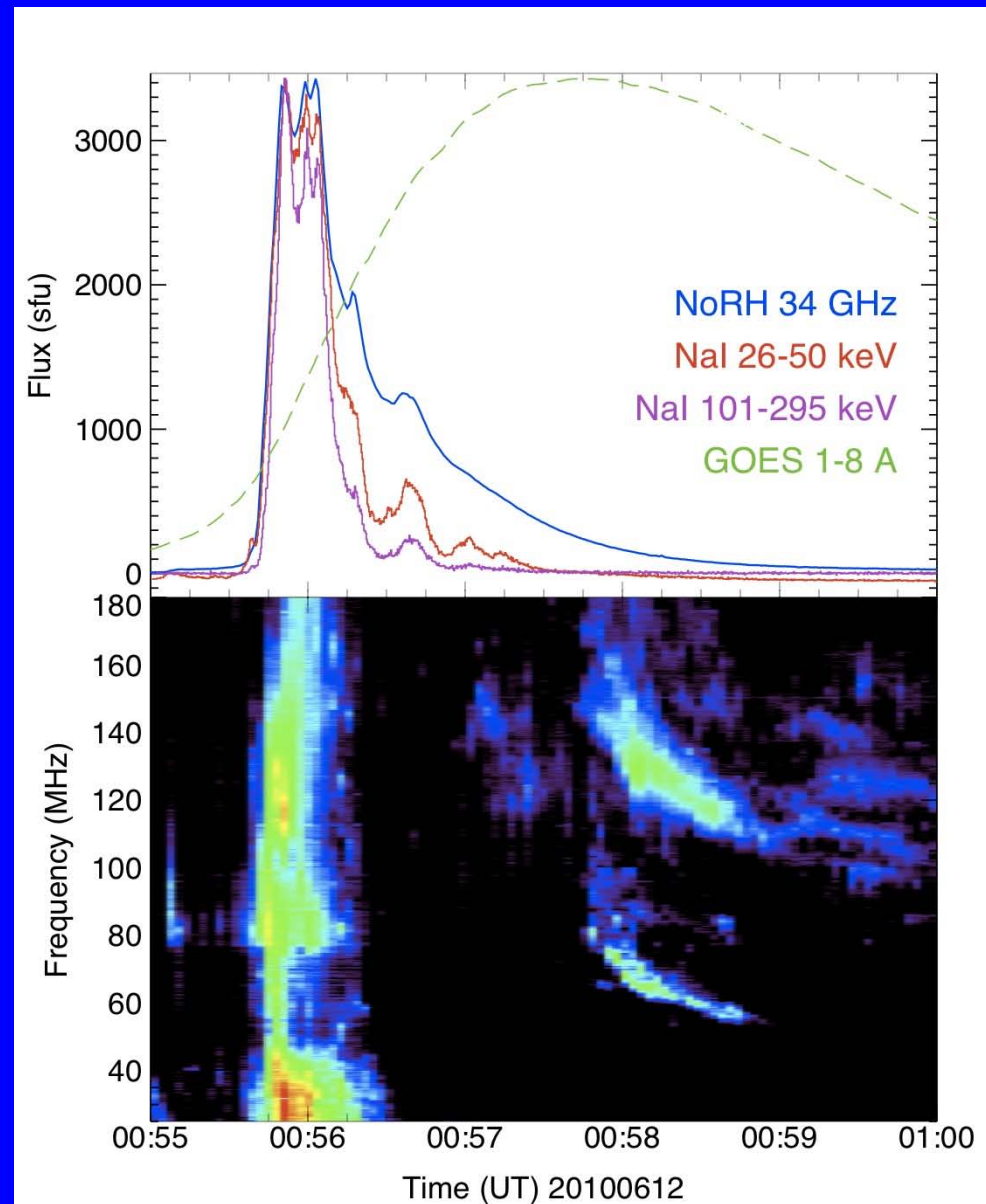 3000
2000
1000
0
Flux (sfu)
NoRH 34 GHz
NaI 26-50 keV
NaI 101-295 keV
GOES 1-8 A
180
160
140
120
100
80
60
40
Frequency (MHz)
00:55 00:56 00:57 00:58 00:59 01:00
Time (UT) 20100612